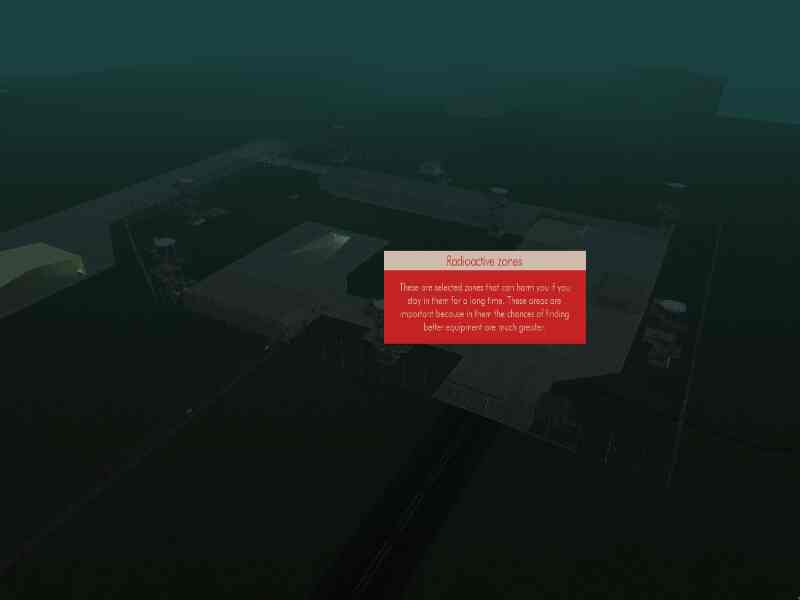 Radioactive zones
These are selected zones that can harm you if you
stay in them for a long time. These areas are
important because in them the chances of finding
better equipment are much greater.